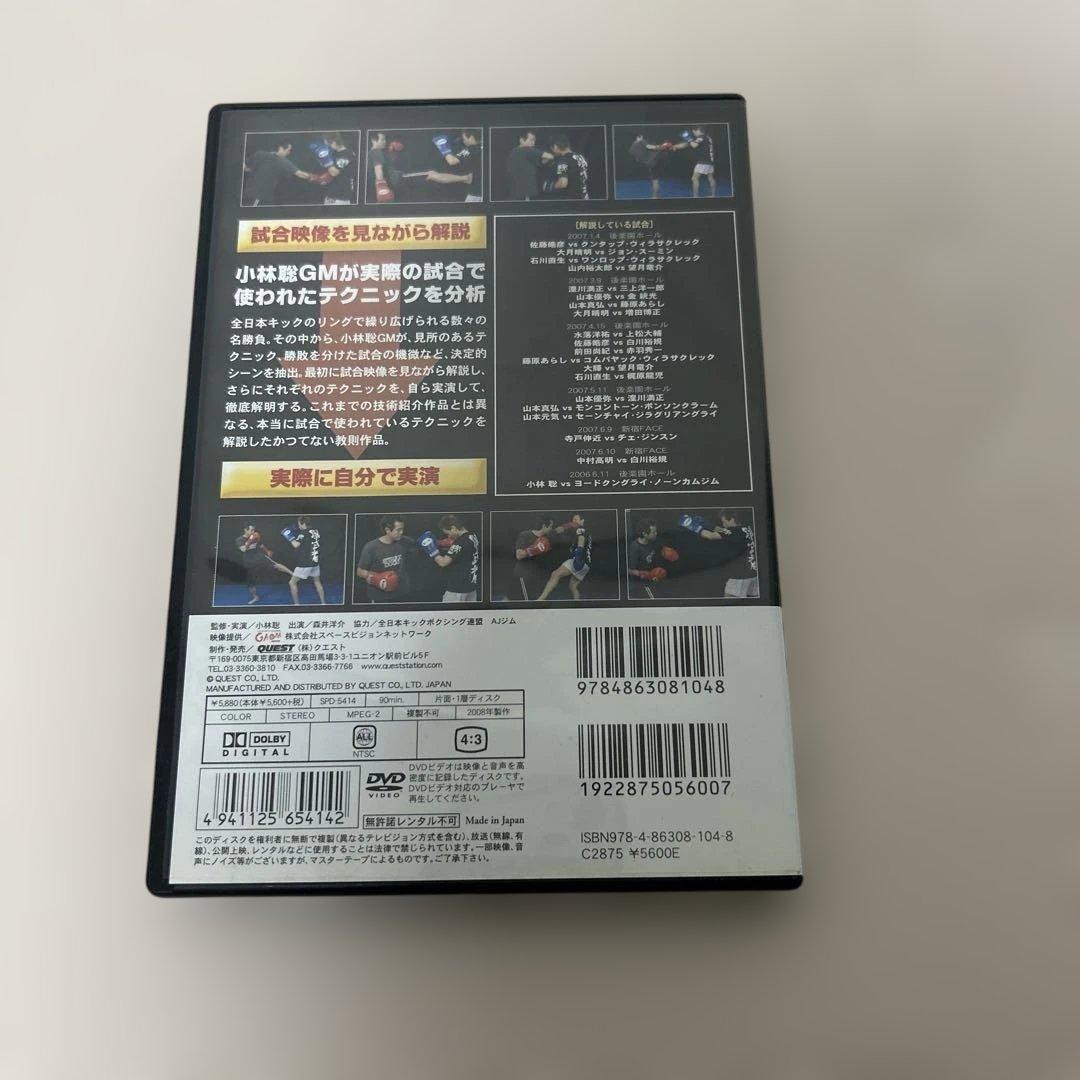 試合映像を見ながら解説
小林聡GMが実際の試合で
使われたテクニックを分析
全日本キックのリングで繰り広げられる数々の
名勝負。その中から、小林聡GMが、見所のあるテ
クニック、勝敗を分けた試合の機微など、決定的
シーンを抽出。最初に試合映像を見ながら解説し、
さらにそれぞれのテクニックを、自ら実演して、
徹底解明する。これまでの技術紹介作品とは異
なる、本当に試合で使われているテクニックを
解説したかつてない教則作品。
実際に自分で実演
[解説している試合]
2007.1.4 後楽園ホール
佐藤皓彦 vs クンタップ・ウィラサクレック
大月晴明 vs ジョン・スーミン
石川直生 vs ワンロップ・ウィラサクレック
山内裕太郎 vs 望月竜介
2007.3.9 後楽園ホール
湟川満正 vs 三上洋一郎
山本優弥 vs 金 統光
山本真弘 vs 藤原あらし
大月晴明 vs 増田博正
2007.4.15 後楽園ホール
水落洋祐 vs 上松大輔
佐藤皓彦 vs 白川裕規
前田尚紀 vs 赤羽秀一
藤原あらし vs コムパヤック・ウィラサクレック
大輝 vs 望月竜介
石川直生 vs 梶原龍児
2007.5.11 後楽園ホール
山本優弥 vs 湟川満正
山本真弘 vs モンコントーン・ポンソンクラーム
山本元気 vs セーンチャイ・ジラグリアングライ
2007.6.9 新宿FACE
寺戸伸近 vs チェ・ジンスン
2007.6.10 新宿FACE
中村高明 vs 白川裕規
2006.6.11 後楽園ホール
小林 聡 vs ヨードクングライ・ノーンカムジム
監修・実演/小林聡 出演/森井洋介 協力/全日本キックボクシング連盟 AJジム
映像提供/ GAORA 株式会社スペースビジョンネットワーク
制作・発売/ QUEST (株)クエスト
〒169-0075東京都新宿区高田馬場3-3-1ユニオン駅前ビル5F
TEL.03-3360-3810 FAX.03-3366-7766 www.queststation.com
© QUEST CO., LTD.
MANUFACTURED AND DISTRIBUTED BY QUEST CO., LTD. JAPAN
¥5,880(本体¥5,600+税) SPD-5414 90min. 片面・1層ディスク
COLOR STEREO MPEG-2 複製不可 2008年製作
DOLBY
DIGITAL
ALL
NTSC
4:3
4 941125 654142
DVD
VIDEO
DVDビデオは映像と音声を高
密度に記録したディスクです。
DVDビデオ対応のプレーヤで
再生してください。
無許諾レンタル不可 Made in Japan
このディスクを権利者に無断で複製(異なるテレビジョン方式を含む)、放送(無線、有
線)、公開上映、レンタルなどに使用することは法律で禁じられています。一部映像、音
声にノイズ等がございますが、マスターテープによるものです。ご了承下さい。
9784863081048
1922875056007
ISBN978-4-86308-104-8
C2875 ¥5600E